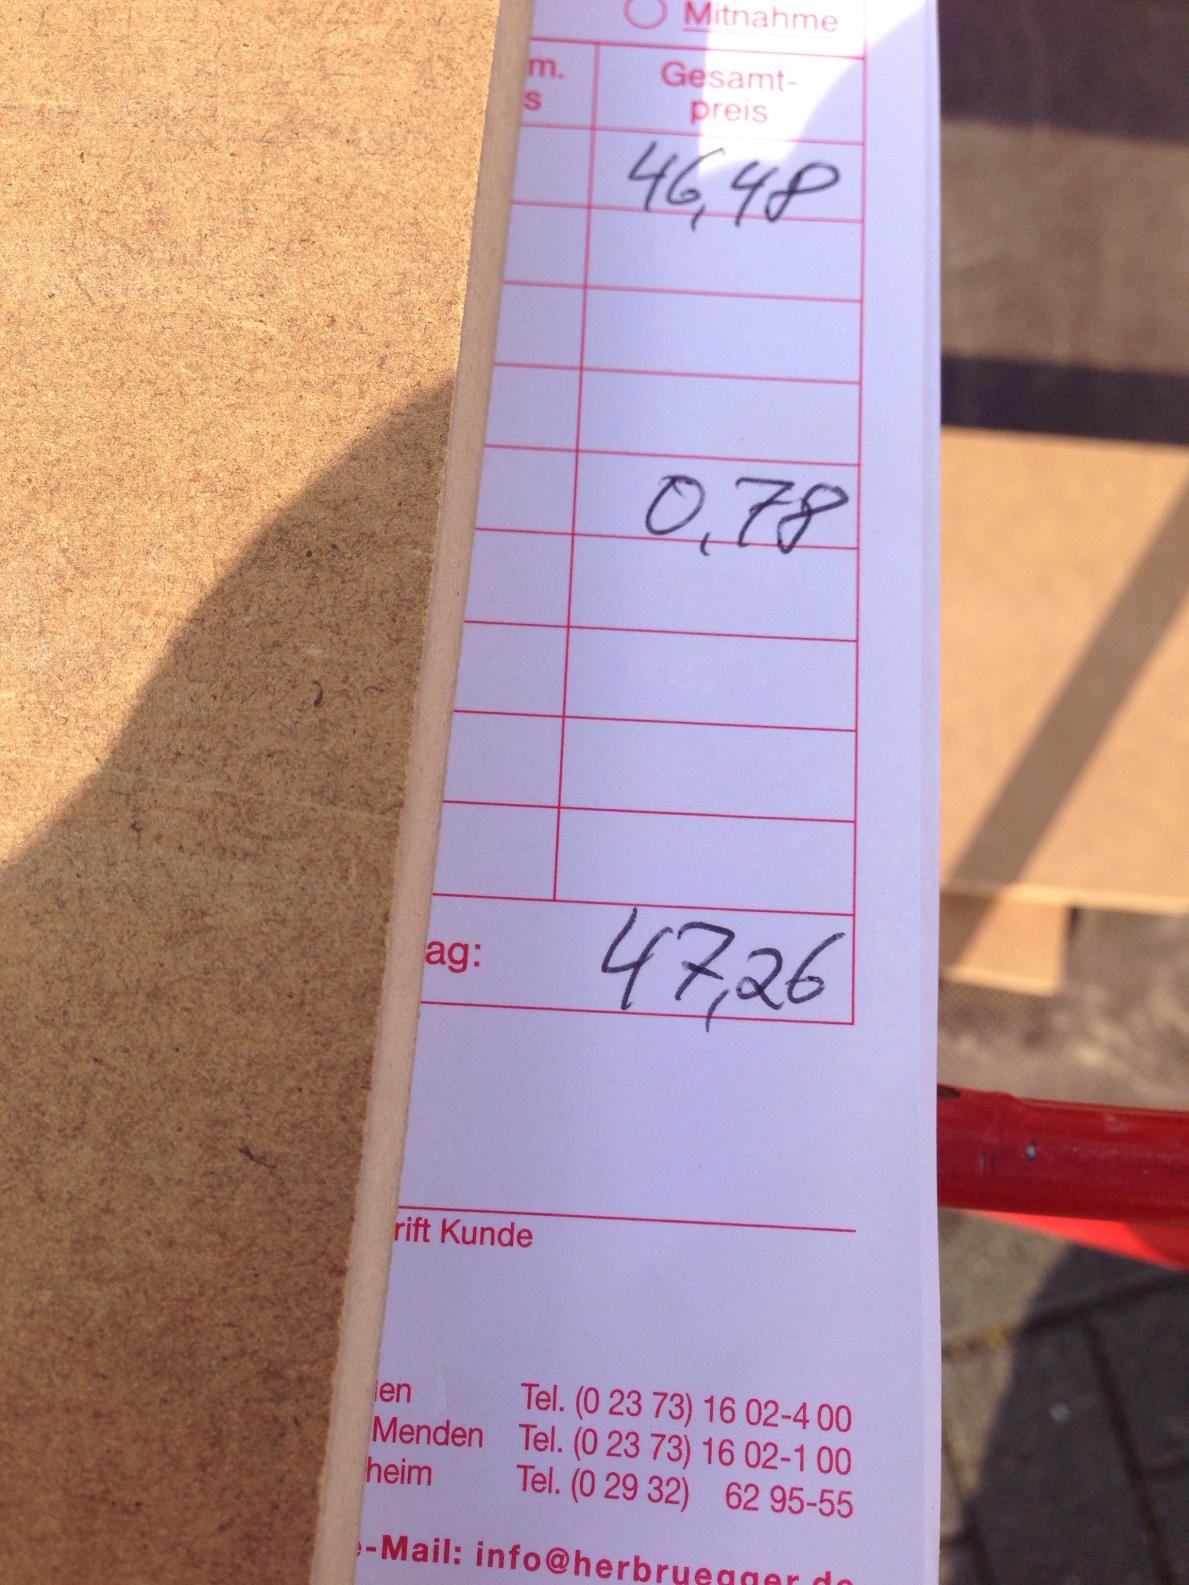 Mitnahme
m. Gesamt-
s preis
46,48
0,78
ag: 47,26
rift Kunde
en Tel. (0 23 73) 16 02-4 00
Menden Tel. (0 23 73) 16 02-1 00
heim Tel. (0 29 32) 62 95-55
-Mail: info@herbruegger.de